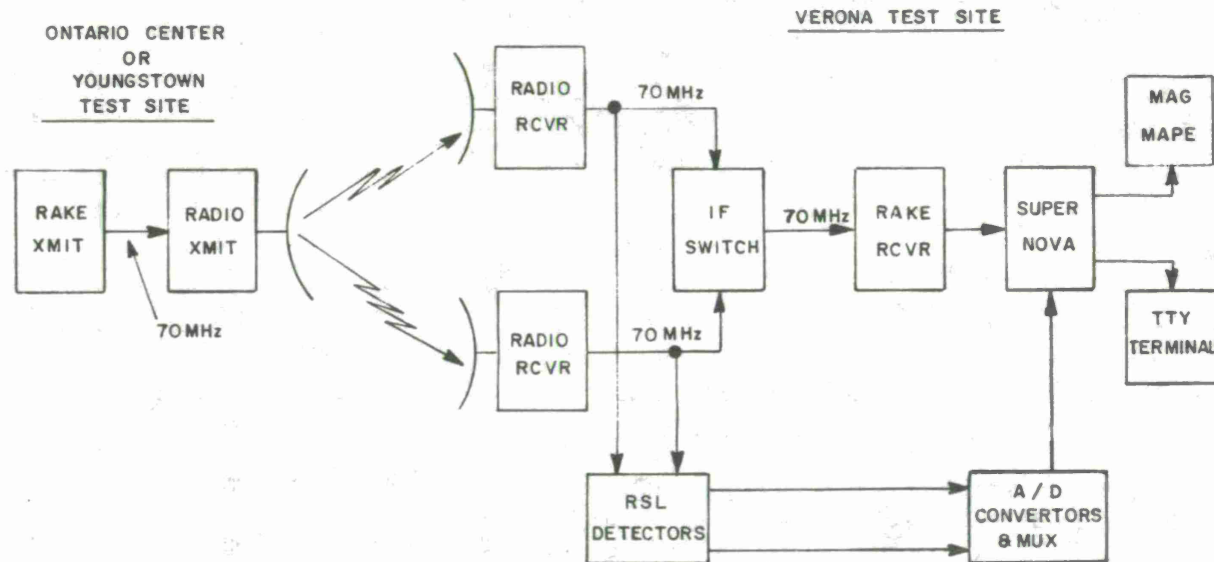 VERONA TEST SITE
ONTARIO CENTER
OR
YOUNGSTOWN
TEST SITE
RAKE
XMIT
70 MHz
RADIO
XMIT
RADIO
RCVR
70 MHz
RADIO
RCVR
70 MHz
IF
SWITCH
70 MHz
RAKE
RCVR
SUPER
NOVA
MAG
MAPE
TTY
TERMINAL
RSL
DETECTORS
A / D
CONVERTORS
& MUX